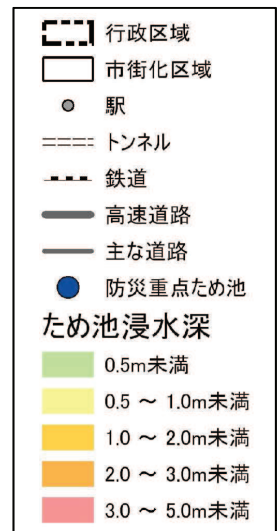 行政区域
市街化区域
駅
トンネル
鉄道
高速道路
主な道路
防災重点ため池
ため池浸水深
0.5m未満
0.5 ～ 1.0m未満
1.0 ～ 2.0m未満
2.0 ～ 3.0m未満
3.0 ～ 5.0m未満